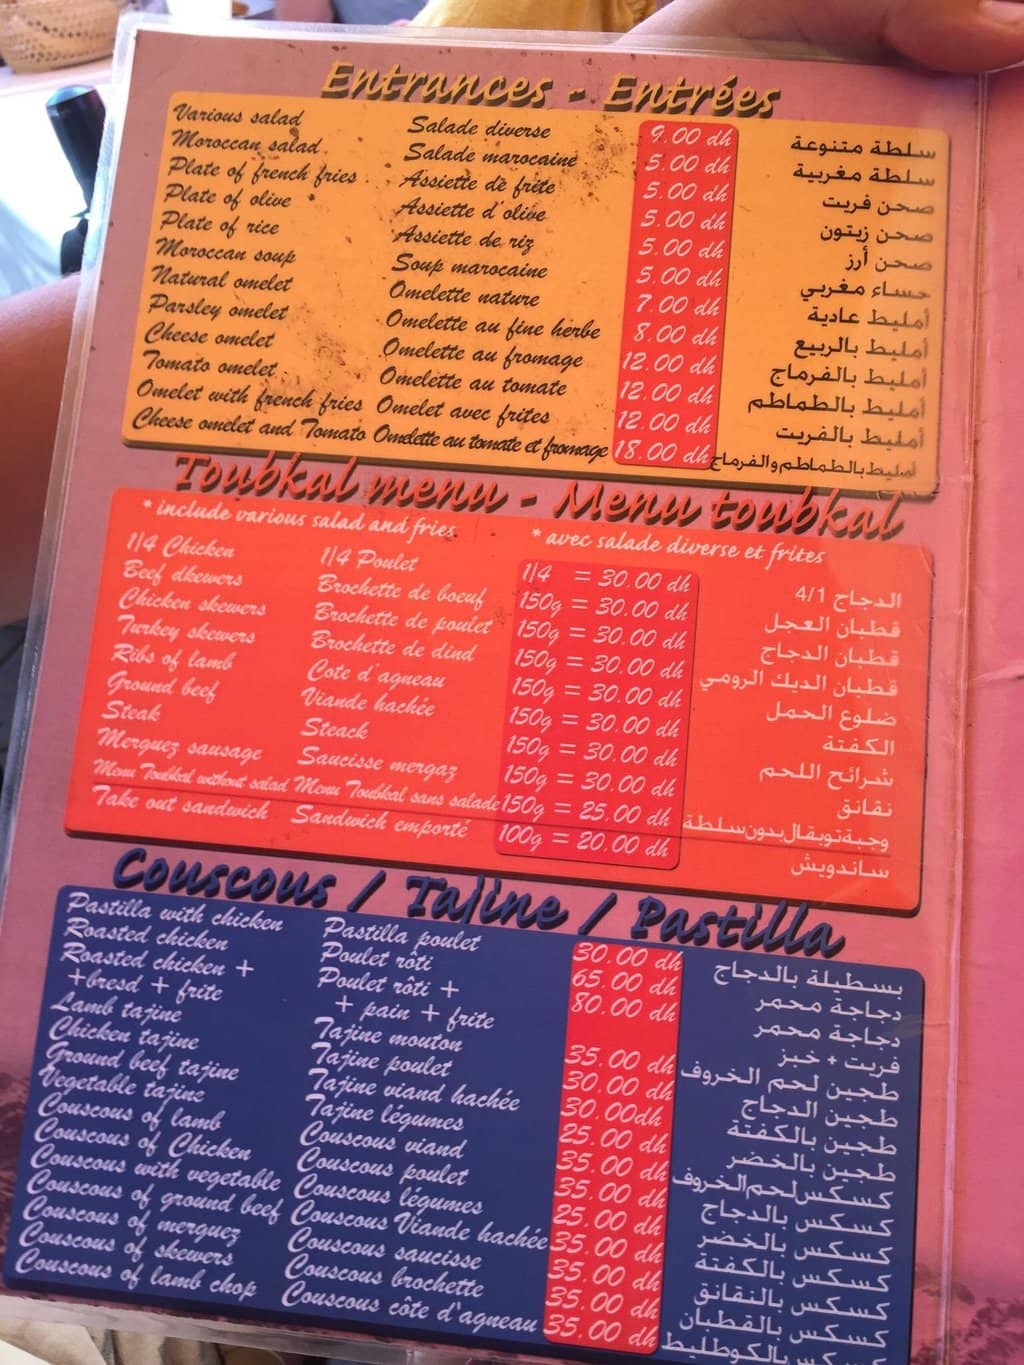 Entrances - Entrées
Various salad Salade diverse 9.00 dh سلطة متنوعة
Moroccan salad Salade marocaine 5.00 dh سلطة مغربية
Plate of french fries Assiette de frite 5.00 dh صحن فريت
Plate of olive Assiette d'olive 5.00 dh صحن زيتون
Plate of rice Assiette de riz 5.00 dh صحن أرز
Moroccan soup Soup marocaine 5.00 dh حساء مغربي
Natural omelet Omelette nature 7.00 dh أمليط عادية
Parsley omelet Omelette au fine herbe 8.00 dh أمليط بالربيع
Cheese omelet Omelette au fromage 12.00 dh أمليط بالفرماج
Tomato omelet Omelette au tomate 12.00 dh أمليط بالطماطم
Omelet with french fries Omelet avec frites 12.00 dh أمليط بالفريت
Cheese omelet and Tomato Omelette au tomate et fromage 18.00 dh أمليط بالطماطم والفرماج
Toubkal menu - Menu toubkal
* include various salad and fries * avec salade diverse et frites
1/4 Chicken 1/4 Poulet 1/4 = 30.00 dh الدجاج 4/1
Beef dkewers Brochette de boeuf 150g = 30.00 dh قطبان العجل
Chicken skewers Brochette de poulet 150g = 30.00 dh قطبان الدجاج
Turkey skewers Brochette de dind 150g = 30.00 dh قطبان الديك الرومي
Ribs of lamb Cote d'agneau 150g = 30.00 dh ضلوع الحمل
Ground beef Viande hachée 150g = 30.00 dh الكفتة
Steak Steack 150g = 30.00 dh شرائح اللحم
Merguez sausage Saucisse mergaz 150g = 30.00 dh نقانق
Menu Toubkal without salad Menu Toubkal sans salade 150g = 25.00 dh وجبة توبقال بدون سلطة
Take out sandwich Sandwich emporté 100g = 20.00 dh ساندويش
Couscous / Tajine / Pastilla
Pastilla with chicken Pastilla poulet 30.00 dh بسطيلة بالدجاج
Roasted chicken Poulet rôti 65.00 dh دجاجة محمر
Roasted chicken + Poulet rôti + 80.00 dh دجاجة محمر
+bresd + frite + pain + frite فريت + خبز
Lamb tajine Tajine mouton 35.00 dh طجين لحم الخروف
Chicken tajine Tajine poulet 30.00 dh طجين الدجاج
Ground beef tajine Tajine viand hachée 30.00dh طجين بالكفتة
Vegetable tajine Tajine légumes 25.00 dh طجين بالخضر
Couscous of lamb Couscous viand 35.00 dh كسكس لحم الخروف
Couscous of Chicken Couscous poulet 35.00 dh كسكس بالدجاج
Couscous with vegetable Couscous légumes 25.00 dh كسكس بالخضر
Couscous of ground beef Couscous Viande hachée 35.00 dh كسكس بالكفتة
Couscous of merguez Couscous saucisse 35.00 dh كسكس بالنقانق
Couscous of skewers Couscous brochette 35.00 dh كسكس بالقطبان
Couscous of lamb chop Couscous côte d'agneau 35.00 dh كسكس بالكوطليط